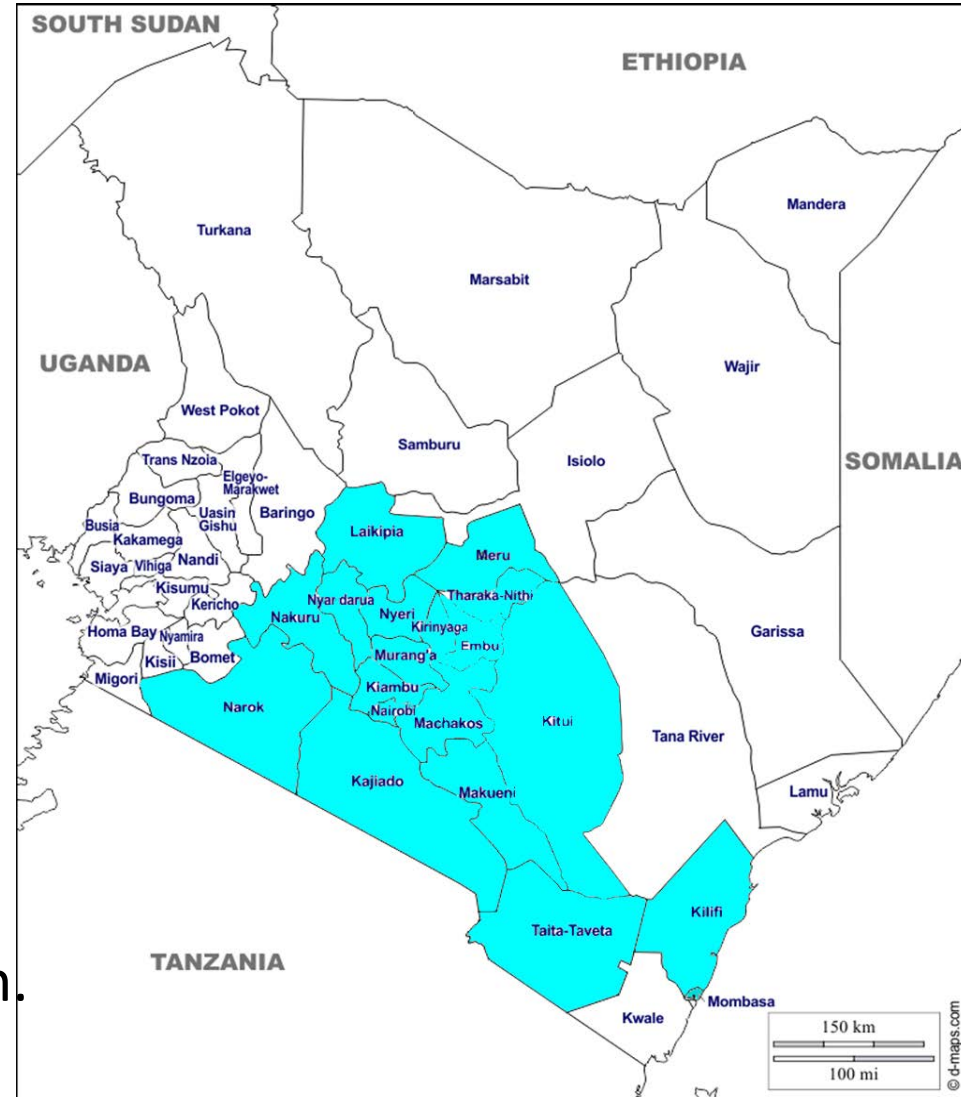 SOUTH SUDAN
ETHIOPIA
Mandera
Turkana
Marsabit
UGANDA
Wajir
West Pokot
Samburu
Isiolo
SOMALIA
Trans Nzoia
Elgeyo-
Marakwet
Bungoma
Uasin
Gishu
Baringo
Busia
Kakamega
Laikipia
Meru
Siaya
Vihiga
Nandi
Kisumu
Kericho
Nyandarua
Tharaka-Nithi
Nakuru
Nyeri
Kirinyaga
Homa Bay
Nyamira
Embu
Garissa
Kisii
Bomet
Murang'a
Migori
Kiambu
Narok
Nairobi
Machakos
Kitui
Tana River
Kajiado
Makueni
Lamu
Kilifi
Taita-Taveta
TANZANIA
n.
Mombasa
Kwale
150 km
100 mi
© d-maps.com